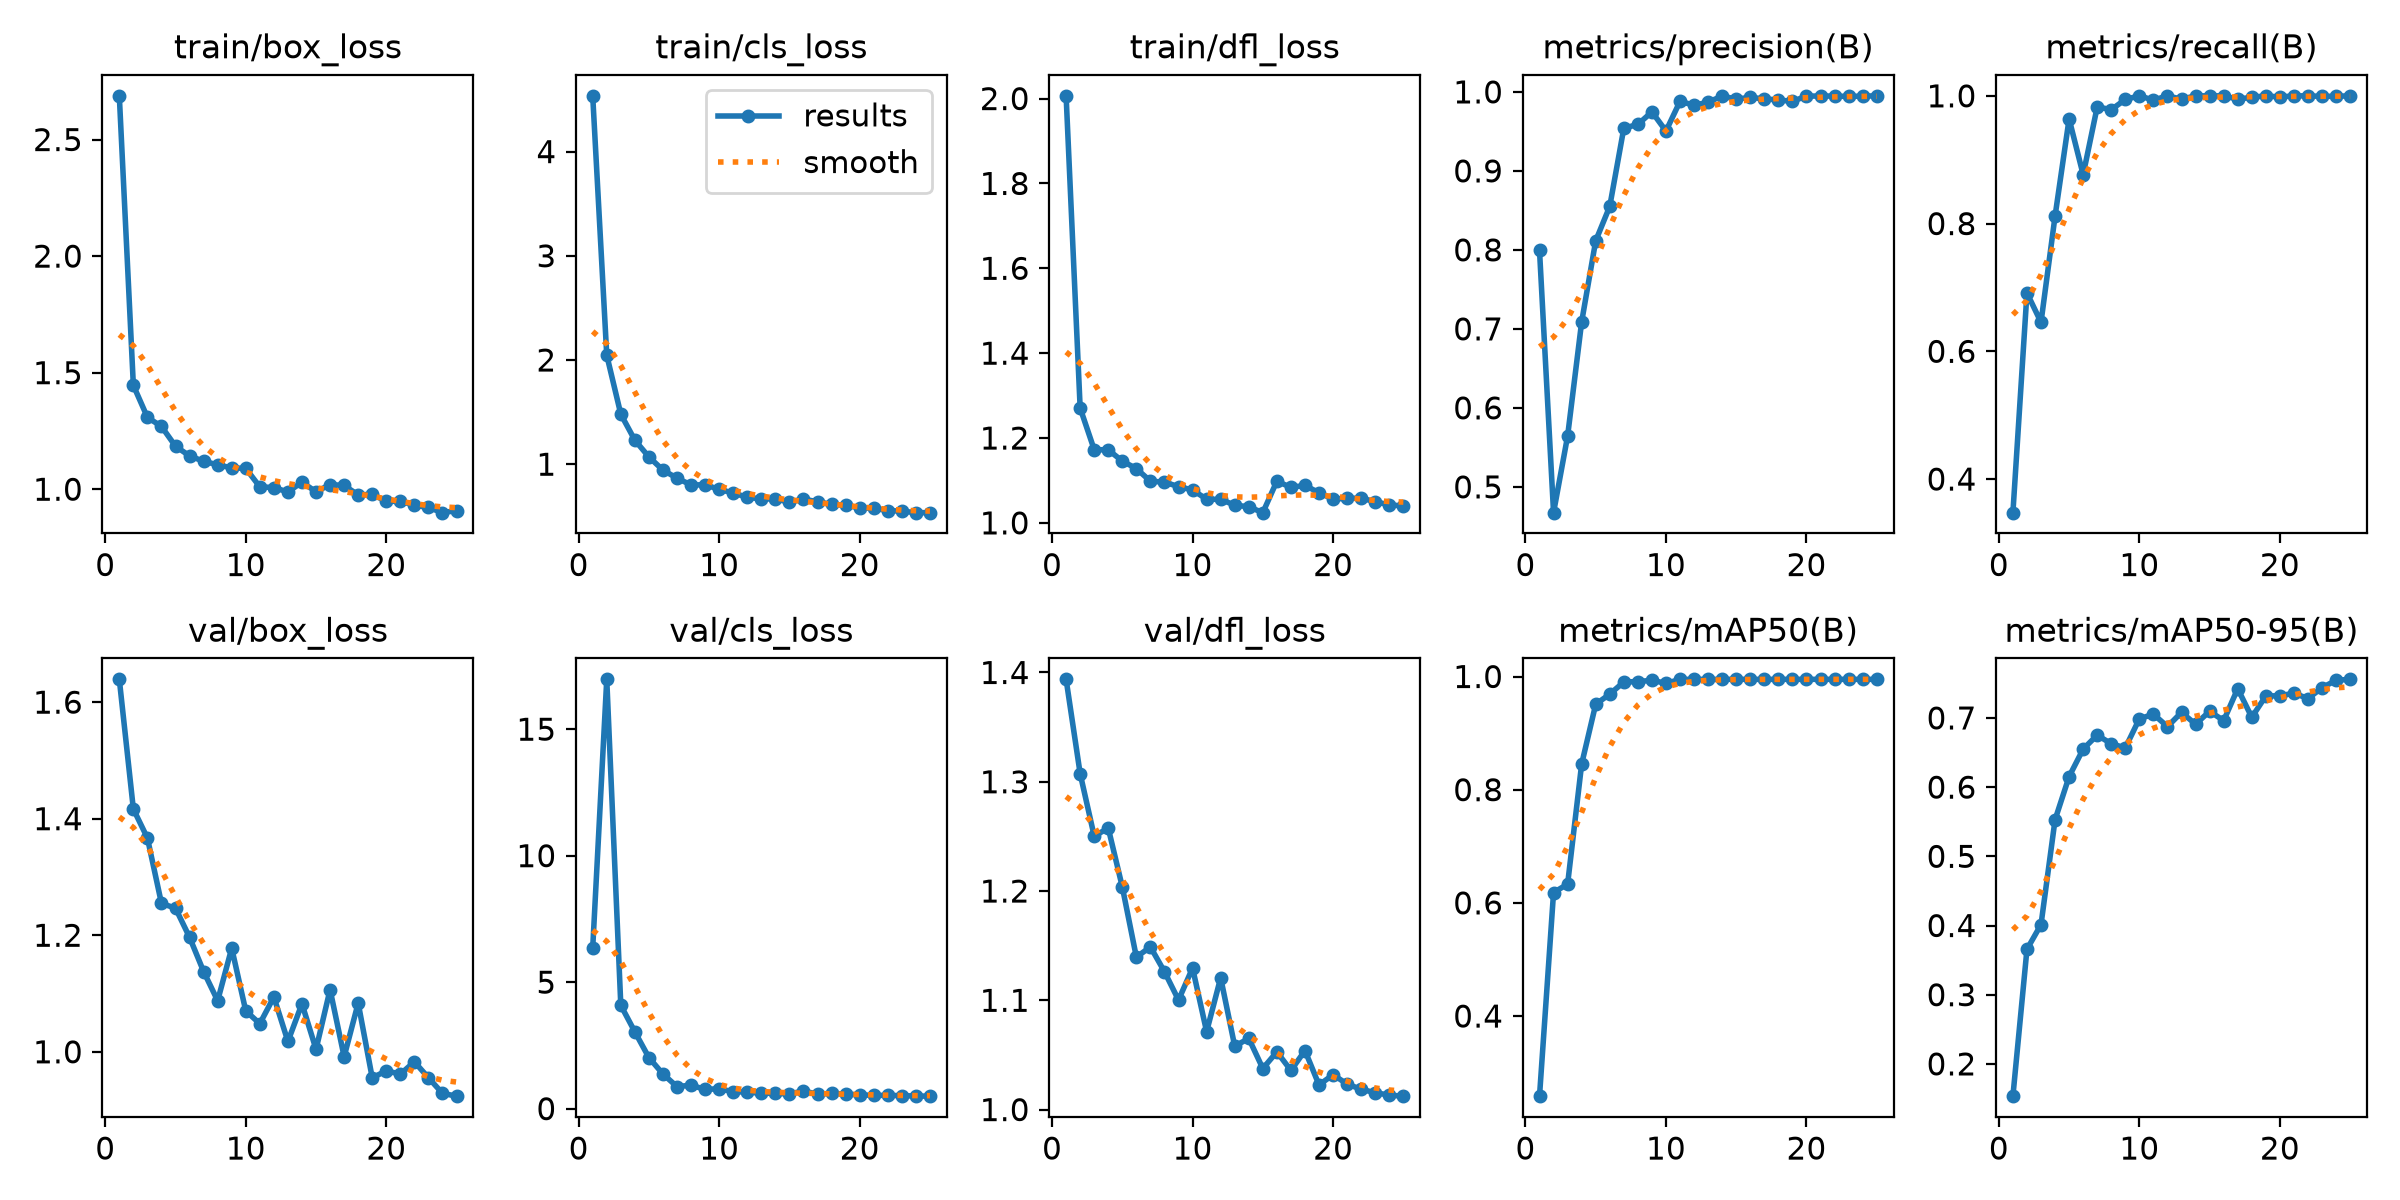 train/box_loss
2.5
2.0
1.5
1.0
0 10 20
train/cls_loss
results
smooth
4
3
2
1
0 10 20
train/dfl_loss
2.0
1.8
1.6
1.4
1.2
1.0
0 10 20
metrics/precision(B)
1.0
0.9
0.8
0.7
0.6
0.5
0 10 20
metrics/recall(B)
1.0
0.8
0.6
0.4
0 10 20
val/box_loss
1.6
1.4
1.2
1.0
0 10 20
val/cls_loss
15
10
5
0
0 10 20
val/dfl_loss
1.4
1.3
1.2
1.1
1.0
0 10 20
metrics/mAP50(B)
1.0
0.8
0.6
0.4
0 10 20
metrics/mAP50-95(B)
0.7
0.6
0.5
0.4
0.3
0.2
0 10 20